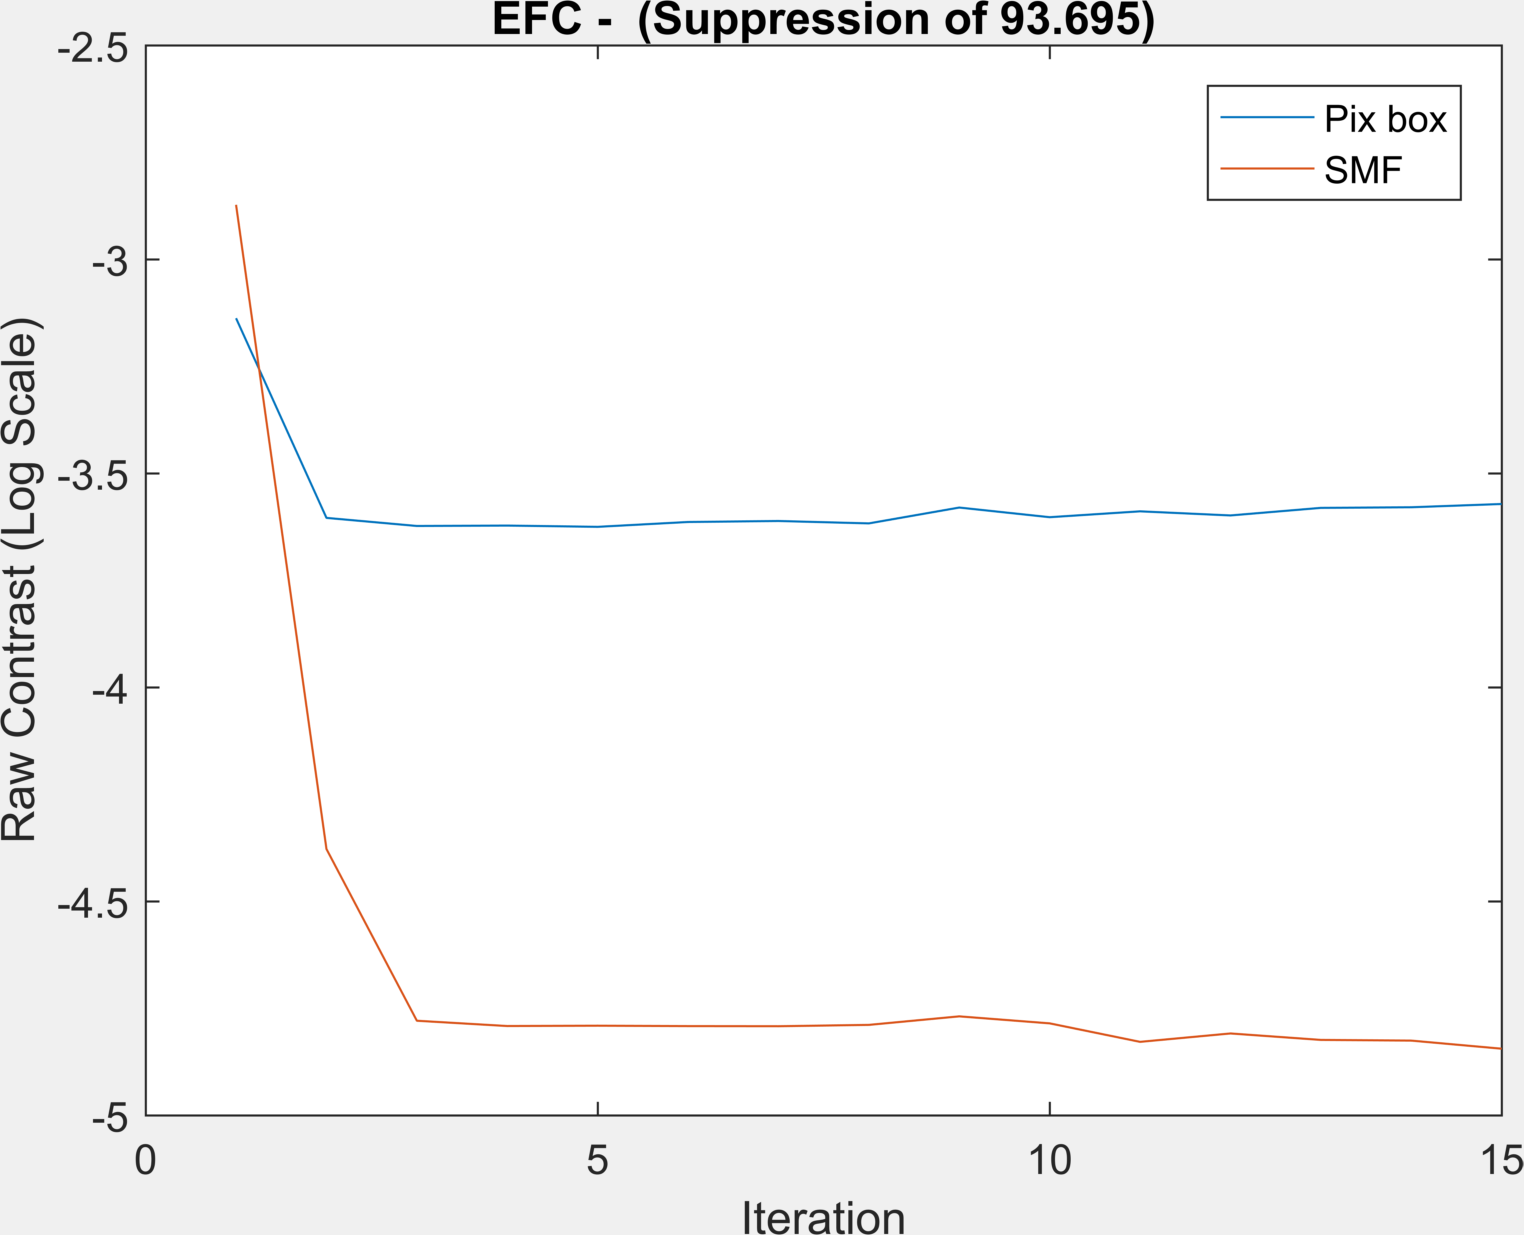 EFC -  (Suppression of 93.695)
-2.5
-3
-3.5
-4
-4.5
-5
Raw Contrast (Log Scale)
Pix box
SMF
0 5 10 15
Iteration